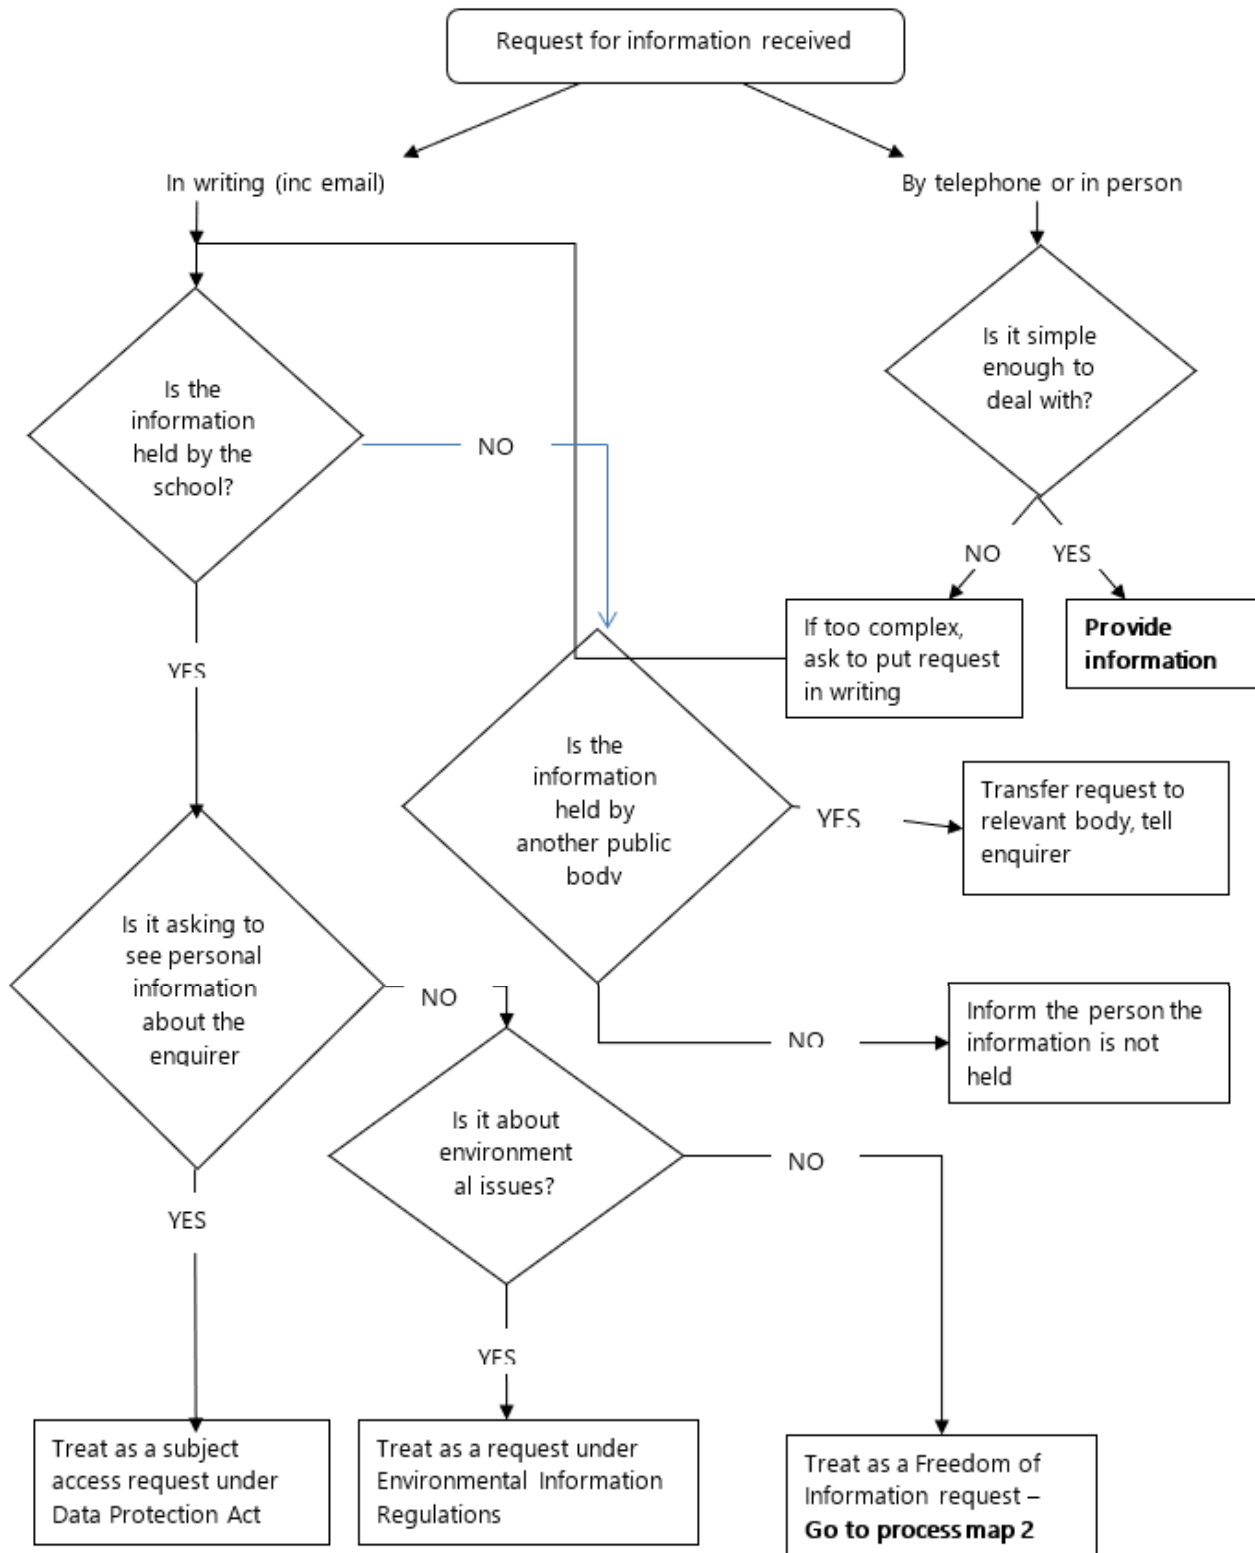 Request for information received
In writing (inc email)
By telephone or in person
Is it simple
enough to
deal with?
Is the
information
held by the
school?
NO
NO
YES
If too complex,
ask to put request
in writing
Provide
information
YES
Is the
information
held by
another public
body
YES
Transfer request to
relevant body, tell
enquirer
Is it asking to
see personal
information
about the
enquirer
NO
NO
Inform the person the
information is not
held
Is it about
environment
al issues?
NO
YES
YES
Treat as a subject
access request under
Data Protection Act
Treat as a request under
Environmental Information
Regulations
Treat as a Freedom of
Information request –
Go to process map 2